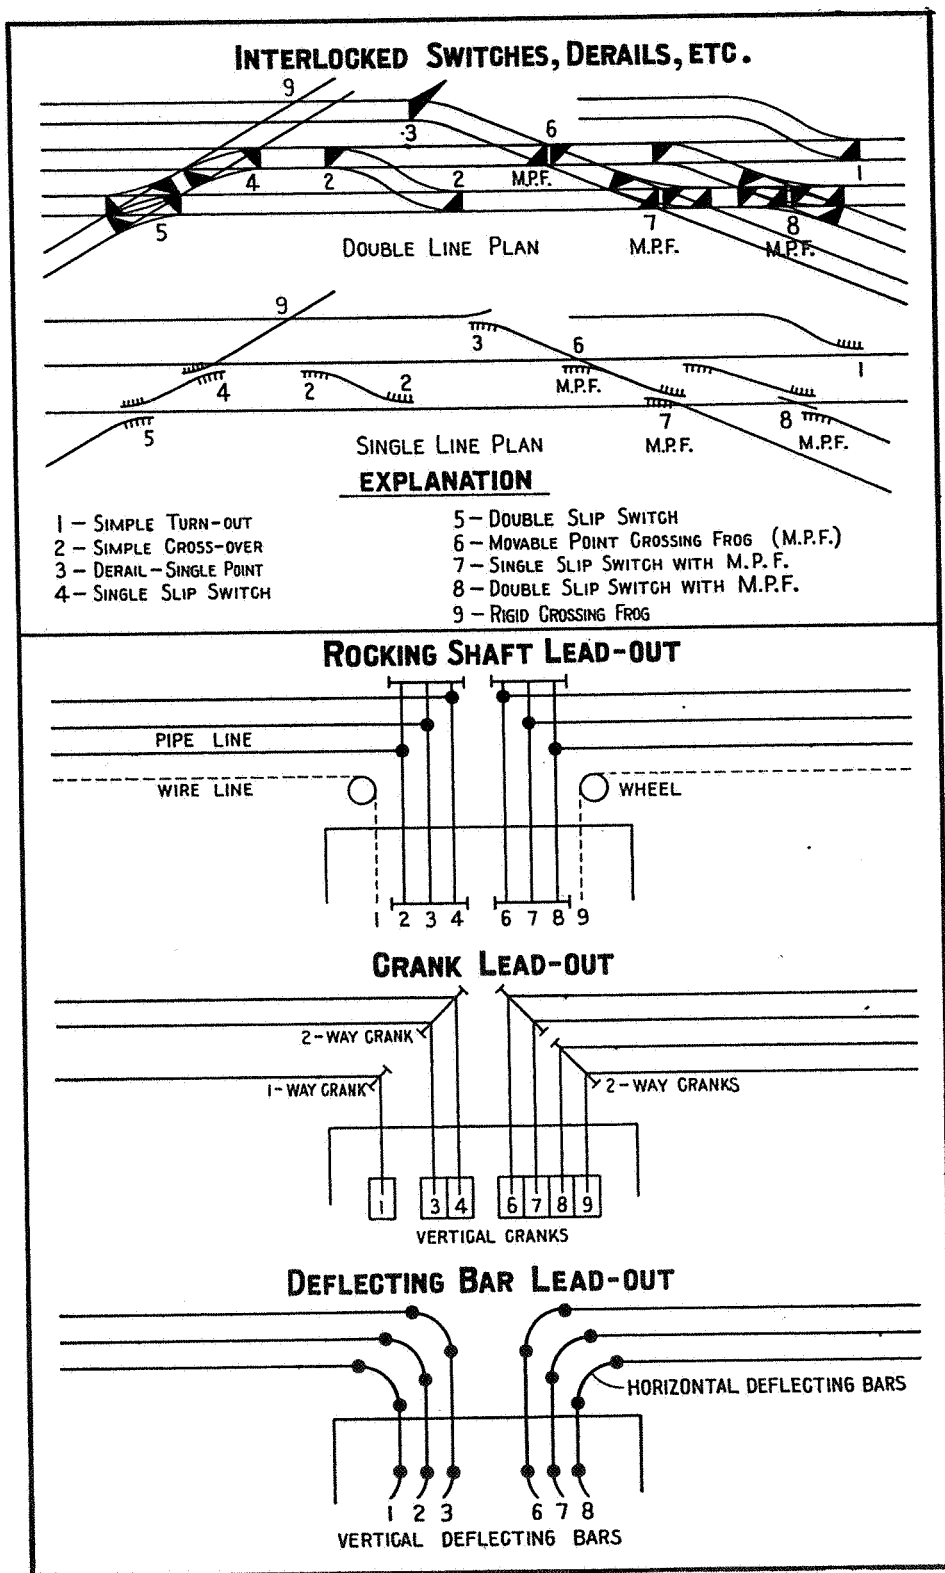 INTERLOCKED SWITCHES, DERAILS, ETC.
9
3
6
4
2
2
M.P.F.
1
5
7
8
DOUBLE LINE PLAN
M.P.F.
M.P.F.
9
3
6
1
4
2
2
M.P.F.
5
7
8
SINGLE LINE PLAN
M.P.F.
M.P.F.
EXPLANATION
1 – SIMPLE TURN-OUT
2 – SIMPLE CROSS-OVER
3 – DERAIL – SINGLE POINT
4 – SINGLE SLIP SWITCH
5 – DOUBLE SLIP SWITCH
6 – MOVABLE POINT CROSSING FROG (M.P.F.)
7 – SINGLE SLIP SWITCH WITH M.P.F.
8 – DOUBLE SLIP SWITCH WITH M.P.F.
9 – RIGID CROSSING FROG
ROCKING SHAFT LEAD-OUT
PIPE LINE
WIRE LINE
WHEEL
1 2 3 4 6 7 8 9
CRANK LEAD-OUT
2-WAY CRANK
1-WAY CRANK
2-WAY CRANKS
1 3 4 6 7 8 9
VERTICAL CRANKS
DEFLECTING BAR LEAD-OUT
HORIZONTAL DEFLECTING BARS
1 2 3 6 7 8
VERTICAL DEFLECTING BARS